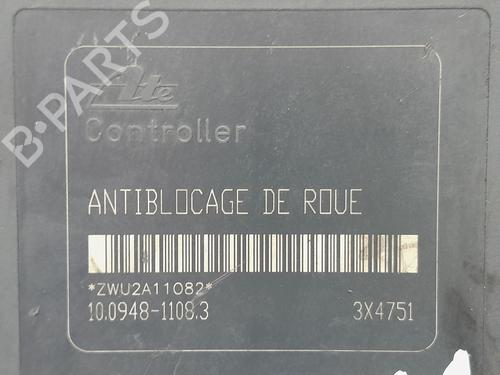 B-PARTS
Ate
Controller
ANTIBLOCAGE DE ROUE
*ZWU2A11082*
10.0948-1108.3
3X4751